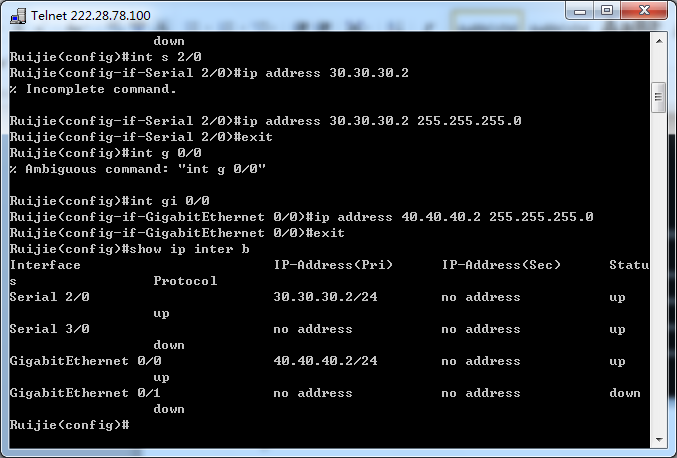 Telnet 222.28.78.100
down
Ruijie(config)#int s 2/0
Ruijie(config-if-Serial 2/0)#ip address 30.30.30.2
% Incomplete command.
Ruijie(config-if-Serial 2/0)#ip address 30.30.30.2 255.255.255.0
Ruijie(config-if-Serial 2/0)#exit
Ruijie(config)#int g 0/0
% Ambiguous command: "int g 0/0"
Ruijie(config)#int gi 0/0
Ruijie(config-if-GigabitEthernet 0/0)#ip address 40.40.40.2 255.255.255.0
Ruijie(config-if-GigabitEthernet 0/0)#exit
Ruijie(config)#show ip inter b
Interface IP-Address(Pri) IP-Address(Sec) Statu
s Protocol
Serial 2/0 30.30.30.2/24 no address up
up
Serial 3/0 no address no address up
down
GigabitEthernet 0/0 40.40.40.2/24 no address up
up
GigabitEthernet 0/1 no address no address down
down
Ruijie(config)#